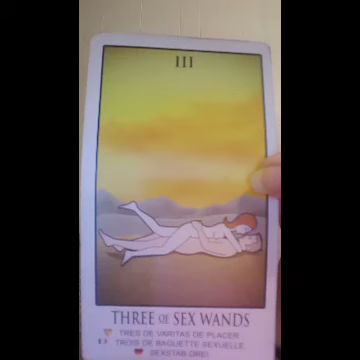 III
THREE OF SEX WANDS
TRES DE VARITAS DE PLACER
TROIS DE BAGUETTE SEXUELLE